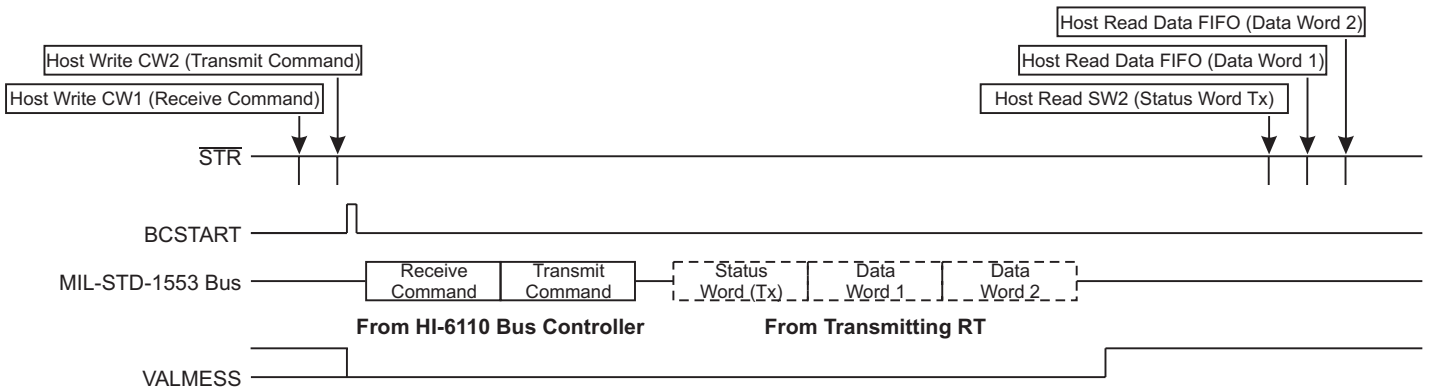 Host Read Data FIFO (Data Word 2)
Host Write CW2 (Transmit Command)
Host Read Data FIFO (Data Word 1)
Host Write CW1 (Receive Command)
Host Read SW2 (Status Word Tx)
STR
BCSTART
MIL-STD-1553 Bus
Receive
Command
Transmit
Command
Status
Word (Tx)
Data
Word 1
Data
Word 2
From HI-6110 Bus Controller
From Transmitting RT
VALMESS